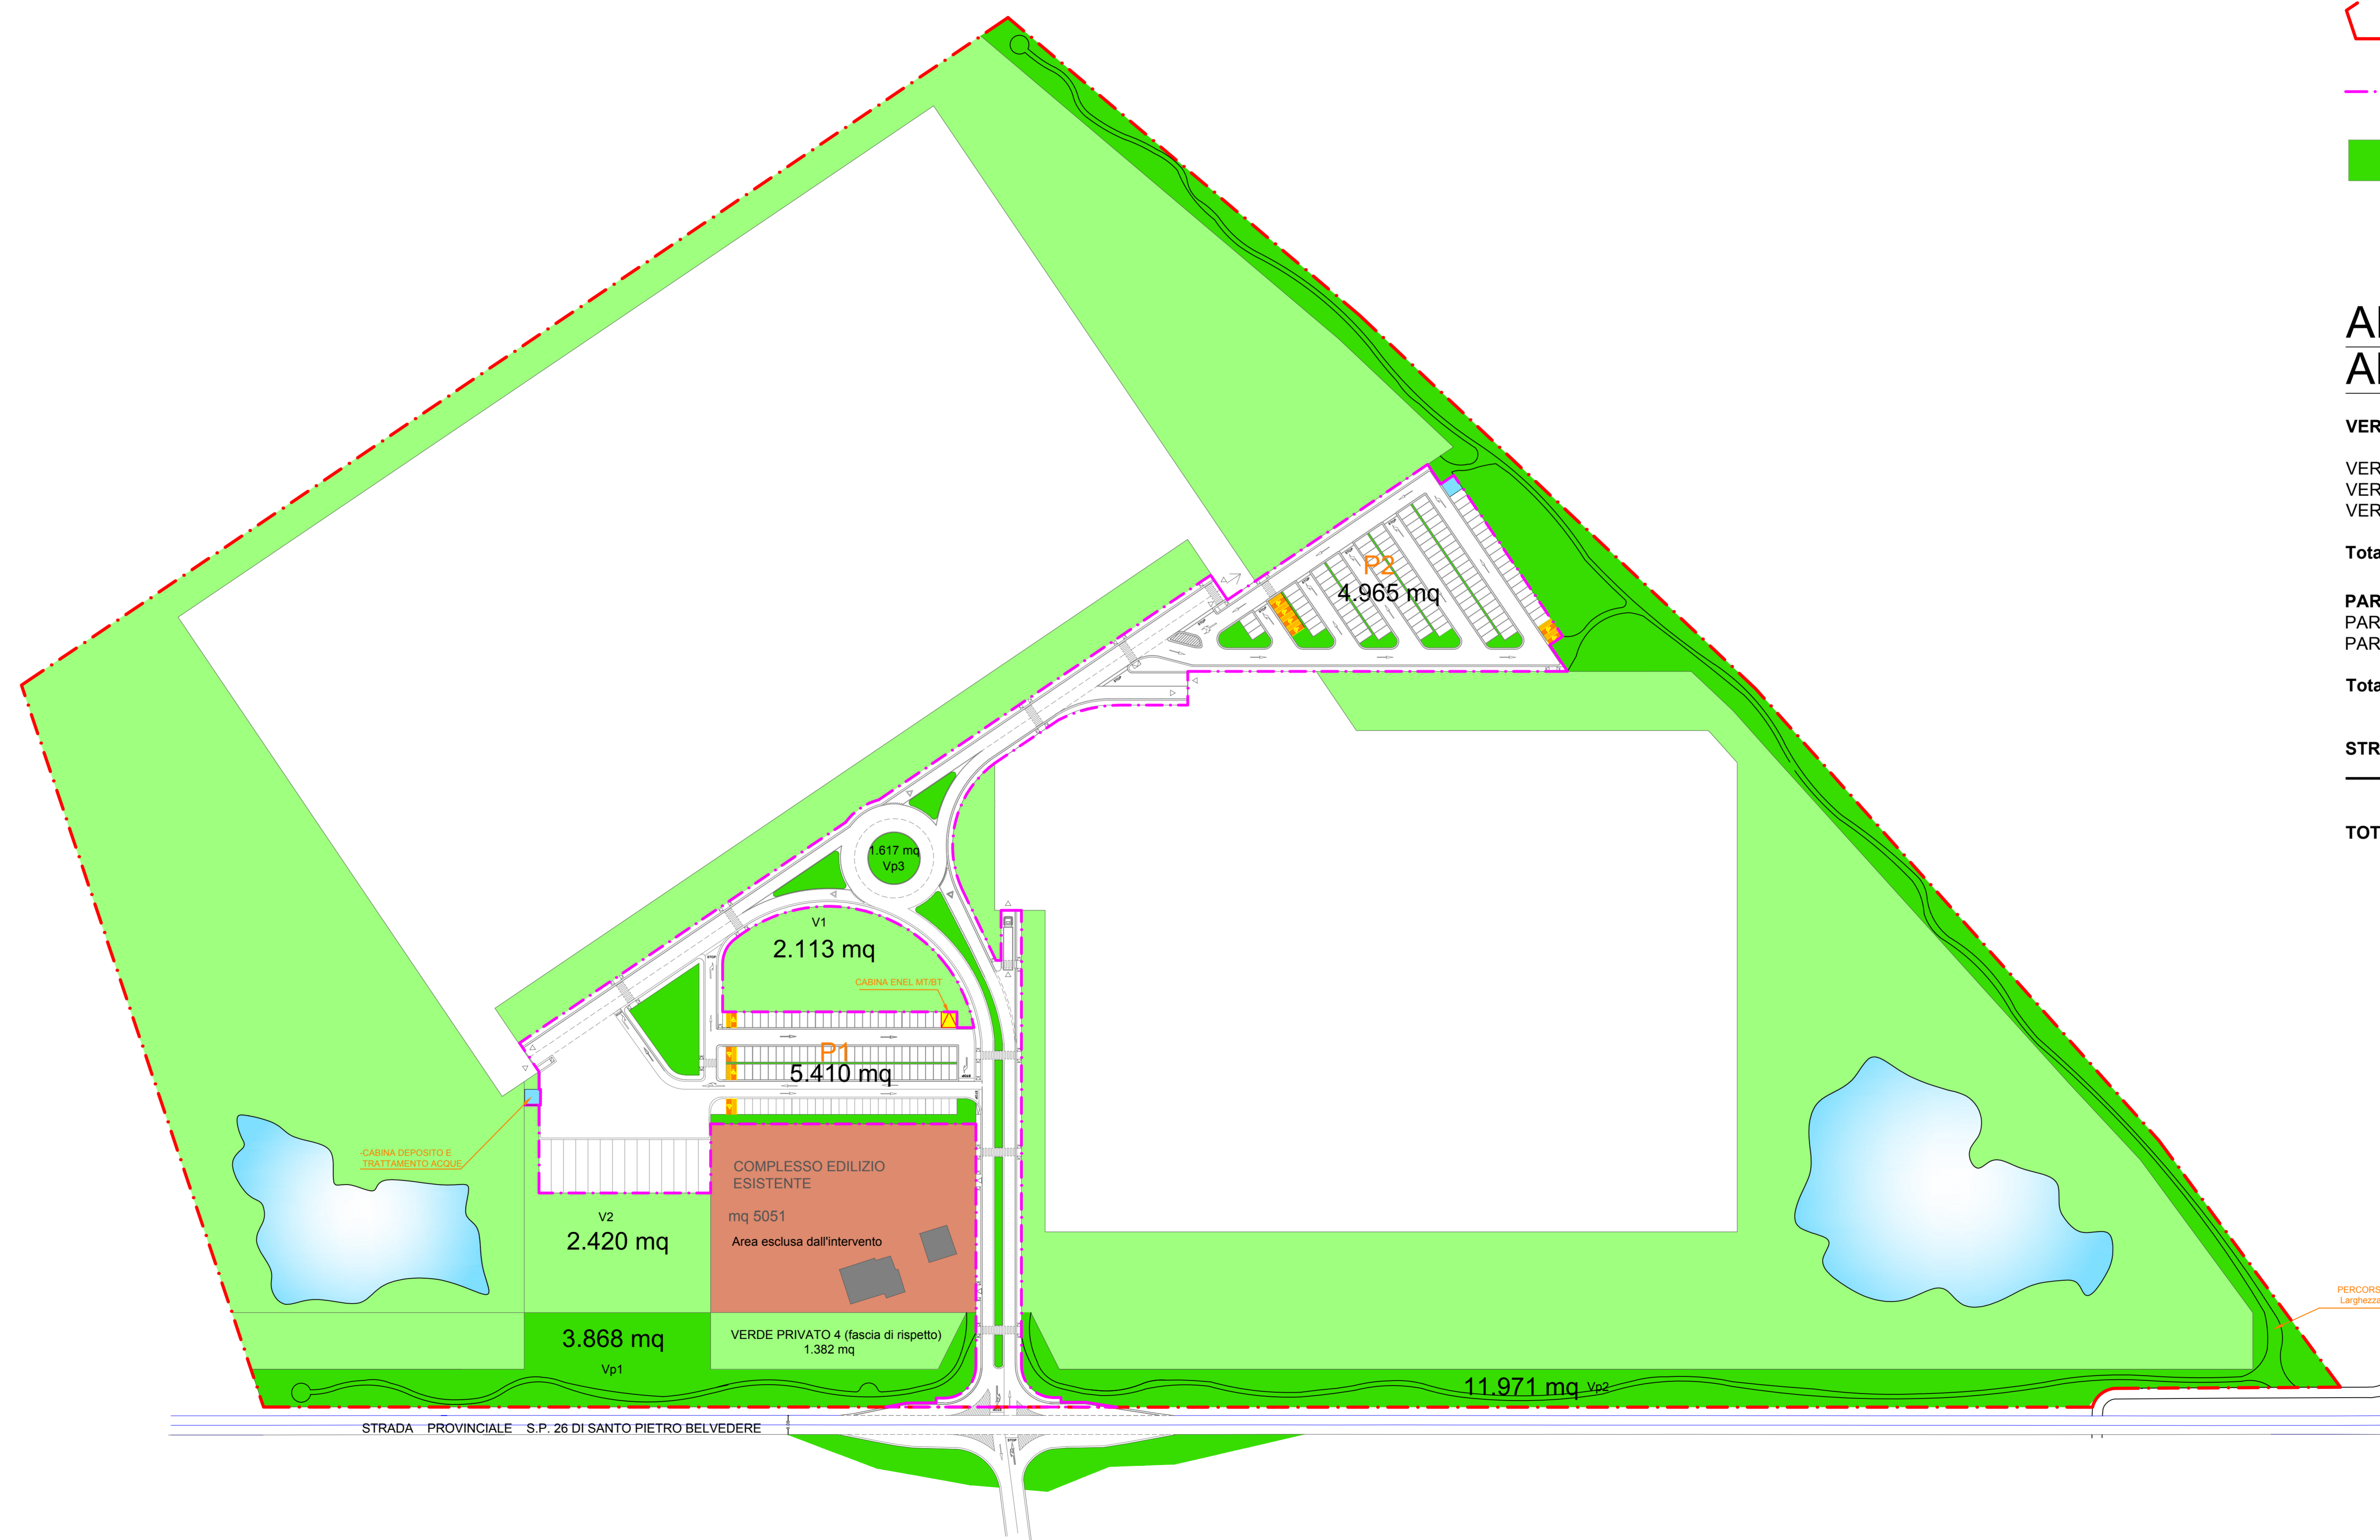 P2
4.965 mq
1.617 mq
Vp3
V1
2.113 mq
CABINA ENEL MT/BT
P1
5.410 mq
-CABINA DEPOSITO E
TRATTAMENTO ACQUE
COMPLESSO EDILIZIO
ESISTENTE
mq 5051
Area esclusa dall'intervento
V2
2.420 mq
3.868 mq
Vp1
VERDE PRIVATO 4 (fascia di rispetto)
1.382 mq
11.971 mq Vp2
STRADA PROVINCIALE S.P. 26 DI SANTO PIETRO BELVEDERE
STOP
VER
VER
VER
VER
Tota
PAR
PAR
PAR
Tota
STR
TOT
PERCORS
Larghezza